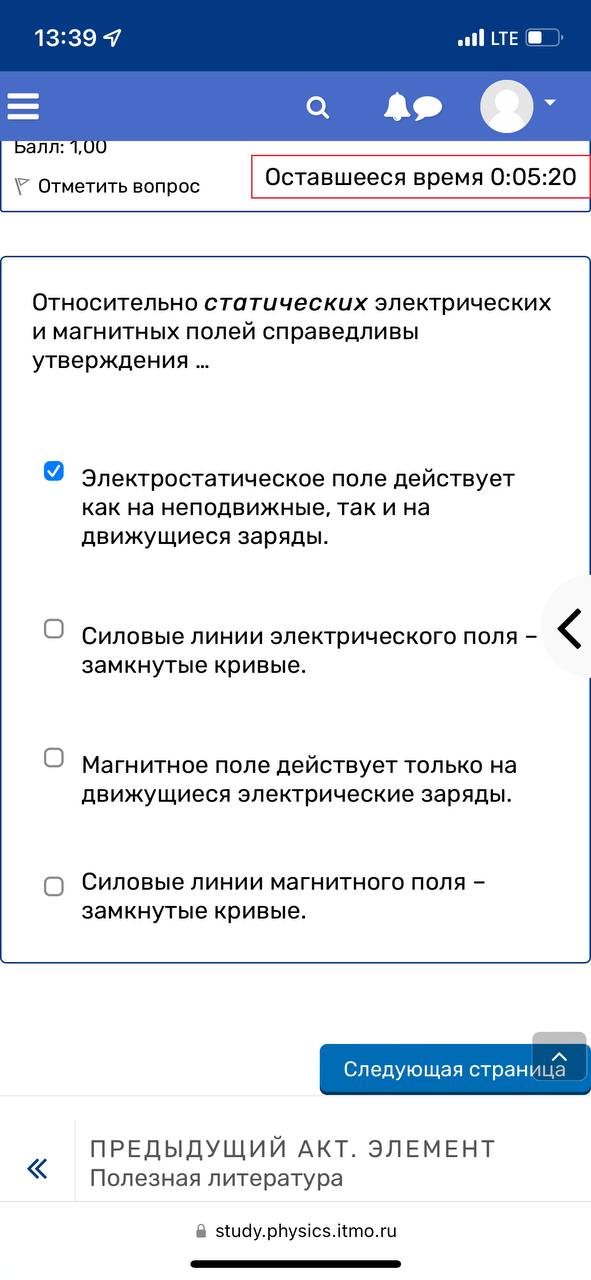 13:39
LTE
Балл: 1,00
Отметить вопрос
Оставшееся время 0:05:20
Относительно статических электрических
и магнитных полей справедливы
утверждения ...
Электростатическое поле действует
как на неподвижные, так и на
движущиеся заряды.
Силовые линии электрического поля –
замкнутые кривые.
Магнитное поле действует только на
движущиеся электрические заряды.
Силовые линии магнитного поля –
замкнутые кривые.
Следующая страница
ПРЕДЫДУЩИЙ АКТ. ЭЛЕМЕНТ
Полезная литература
study.physics.itmo.ru